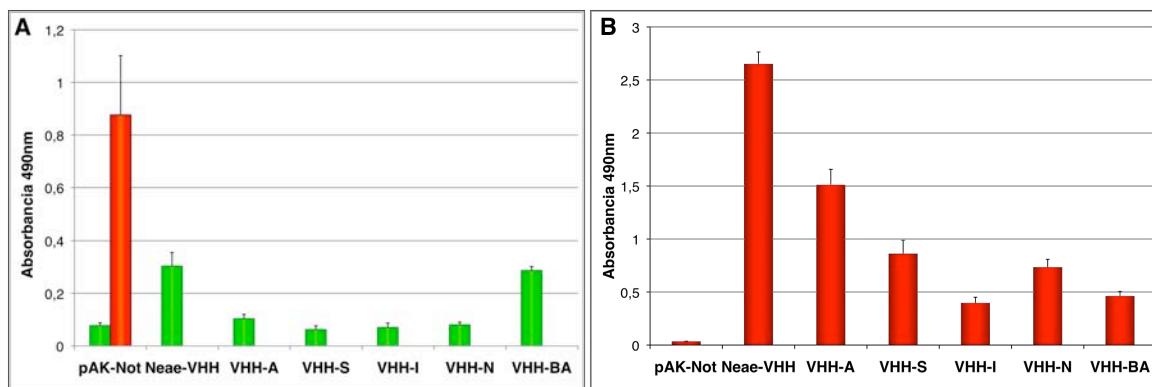 A
Absorbancia 490nm
1,2
1
0,8
0,6
0,4
0,2
0
pAK-Not Neae-VHH VHH-A VHH-S VHH-I VHH-N VHH-BA
B
Absorbancia 490nm
3
2,5
2
1,5
1
0,5
0
pAK-Not Neae-VHH VHH-A VHH-S VHH-I VHH-N VHH-BA